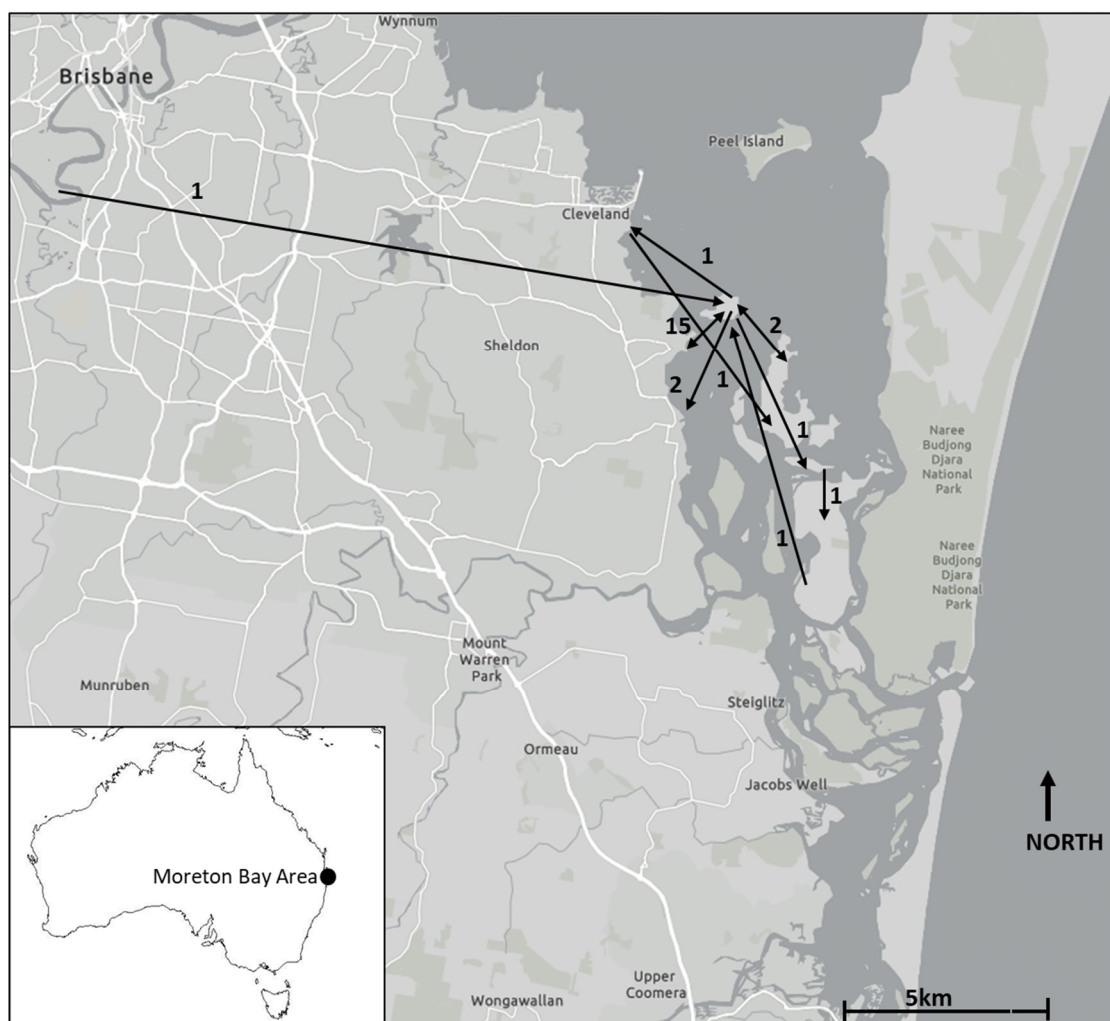 Wynnum
Brisbane
Peel Island
1
Cleveland
1
15
2
Sheldon
2
1
1
Naree
Budjong
Djara
National
Park
1
1
Naree
Budjong
Djara
National
Park
Mount
Warren
Park
Munruben
Steiglitz
Ormeau
Jacobs Well
NORTH
Moreton Bay Area
Upper
Coomera
Wongawallan
5km